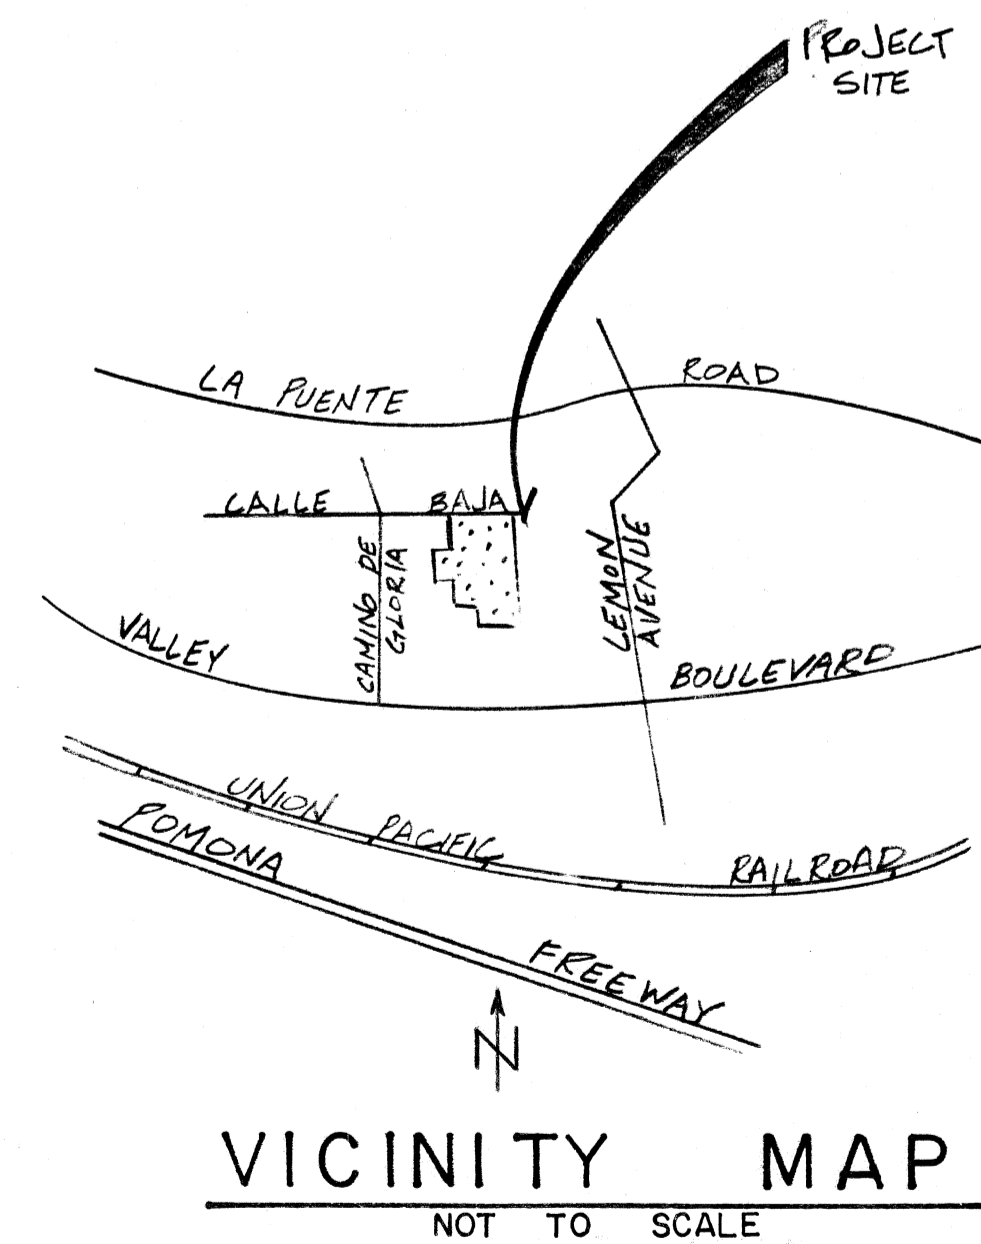 PROJECT
SITE
LA PUENTE ROAD
CALLE BAJA
CAMINO DE
GLORIA
LEMON
AVENUE
VALLEY BOULEVARD
UNION PACIFIC RAILROAD
POMONA FREEWAY
N
VICINITY MAP
NOT TO SCALE